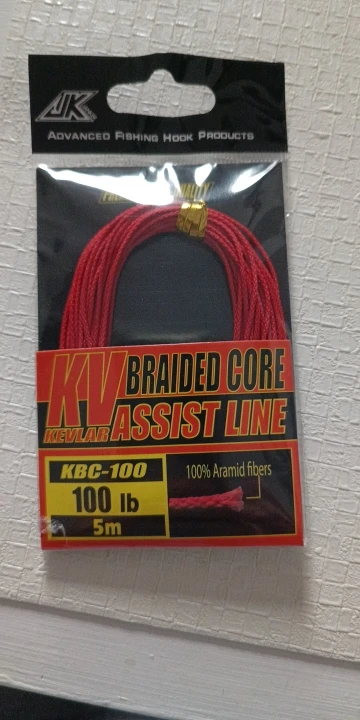 JK
ADVANCED FISHING HOOK PRODUCTS
KV BRAIDED CORE
KEVLAR ASSIST LINE
KBC-100
100% Aramid fibers
100 lb
5m